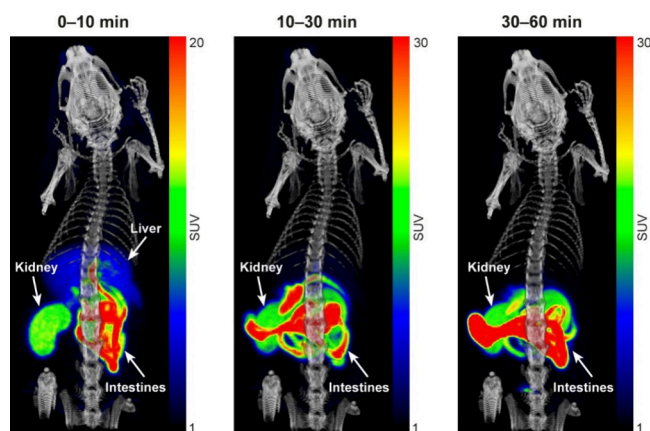 0–10 min
10–30 min
30–60 min
20
SUV
1
Liver
Kidney
Intestines
30
SUV
1
Kidney
Intestines
30
SUV
1
Kidney
Intestines